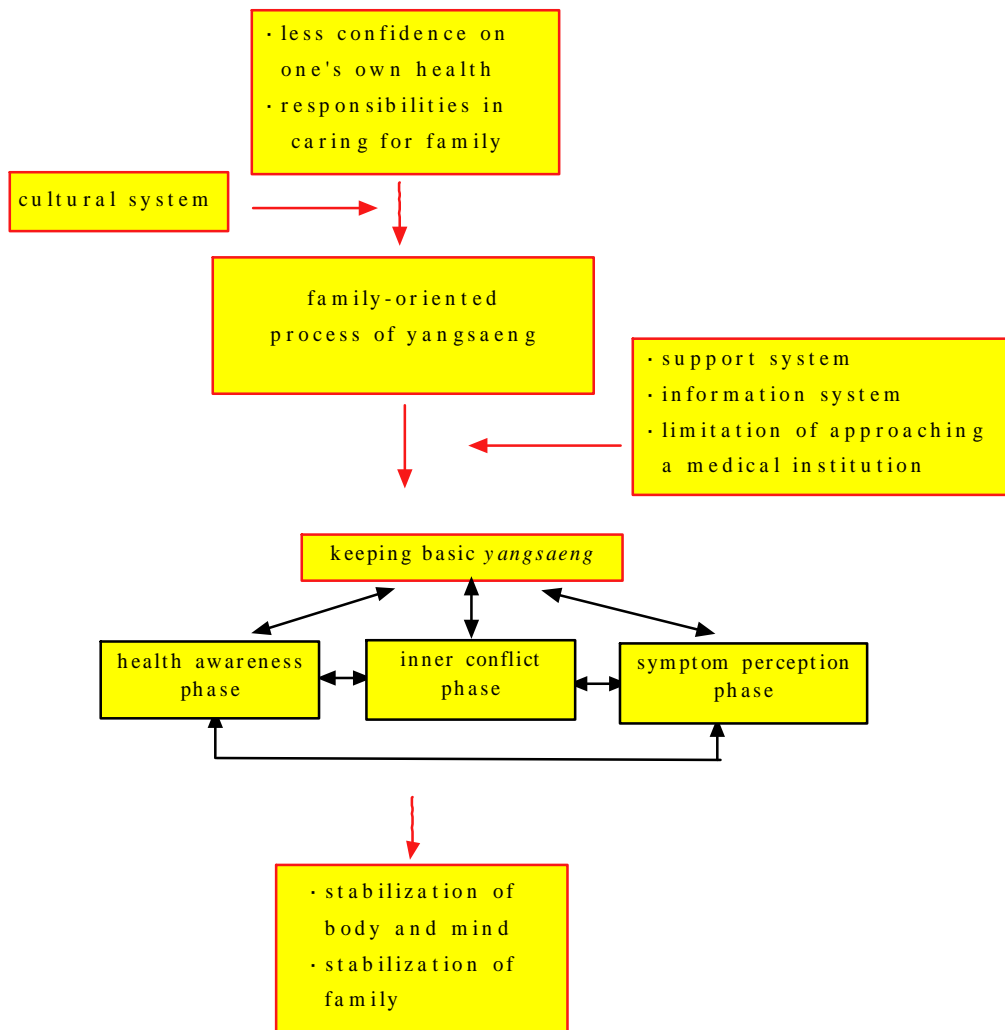 · less confidence on
one's own health
· responsibilities in
caring for family
cultural system
family-oriented
process of yangsaeng
· support system
· information system
· limitation of approaching
a medical institution
keeping basic yangsaeng
health awareness
phase
inner conflict
phase
symptom perception
phase
· stabilization of
body and mind
· stabilization of
family